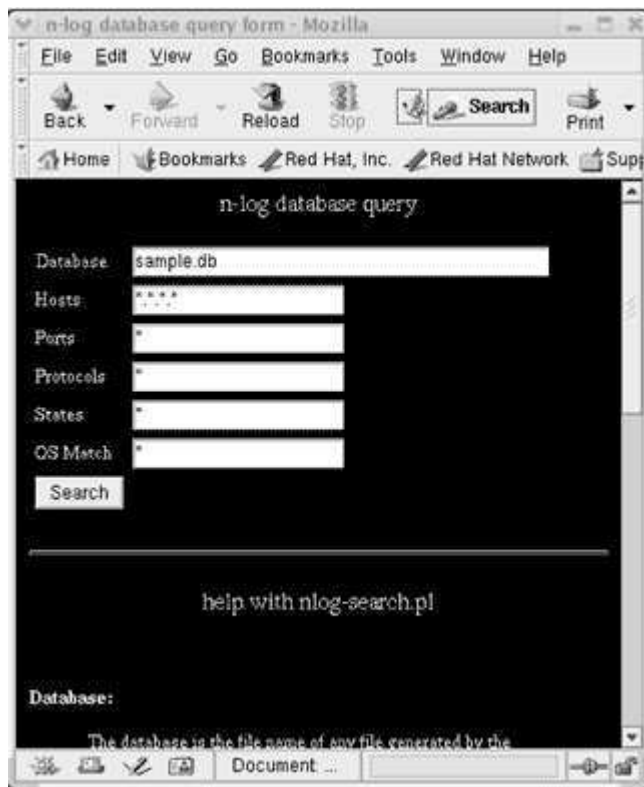 n-log database query form - Mozilla
File Edit View Go Bookmarks Tools Window Help
Back Forward Reload Stop Search Print
Home Bookmarks Red Hat, Inc. Red Hat Network Supp
n-log database query
Database sample.db
Hosts *.*.*.*
Ports *
Protocols *
States *
OS Match *
Search
help with nlog-search.pl
Database:
The database is the file name of any file generated by the
Document: ...